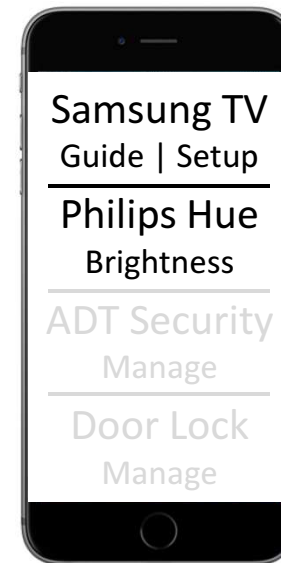 Samsung TV
Guide | Setup
Philips Hue
Brightness
ADT Security
Manage
Door Lock
Manage